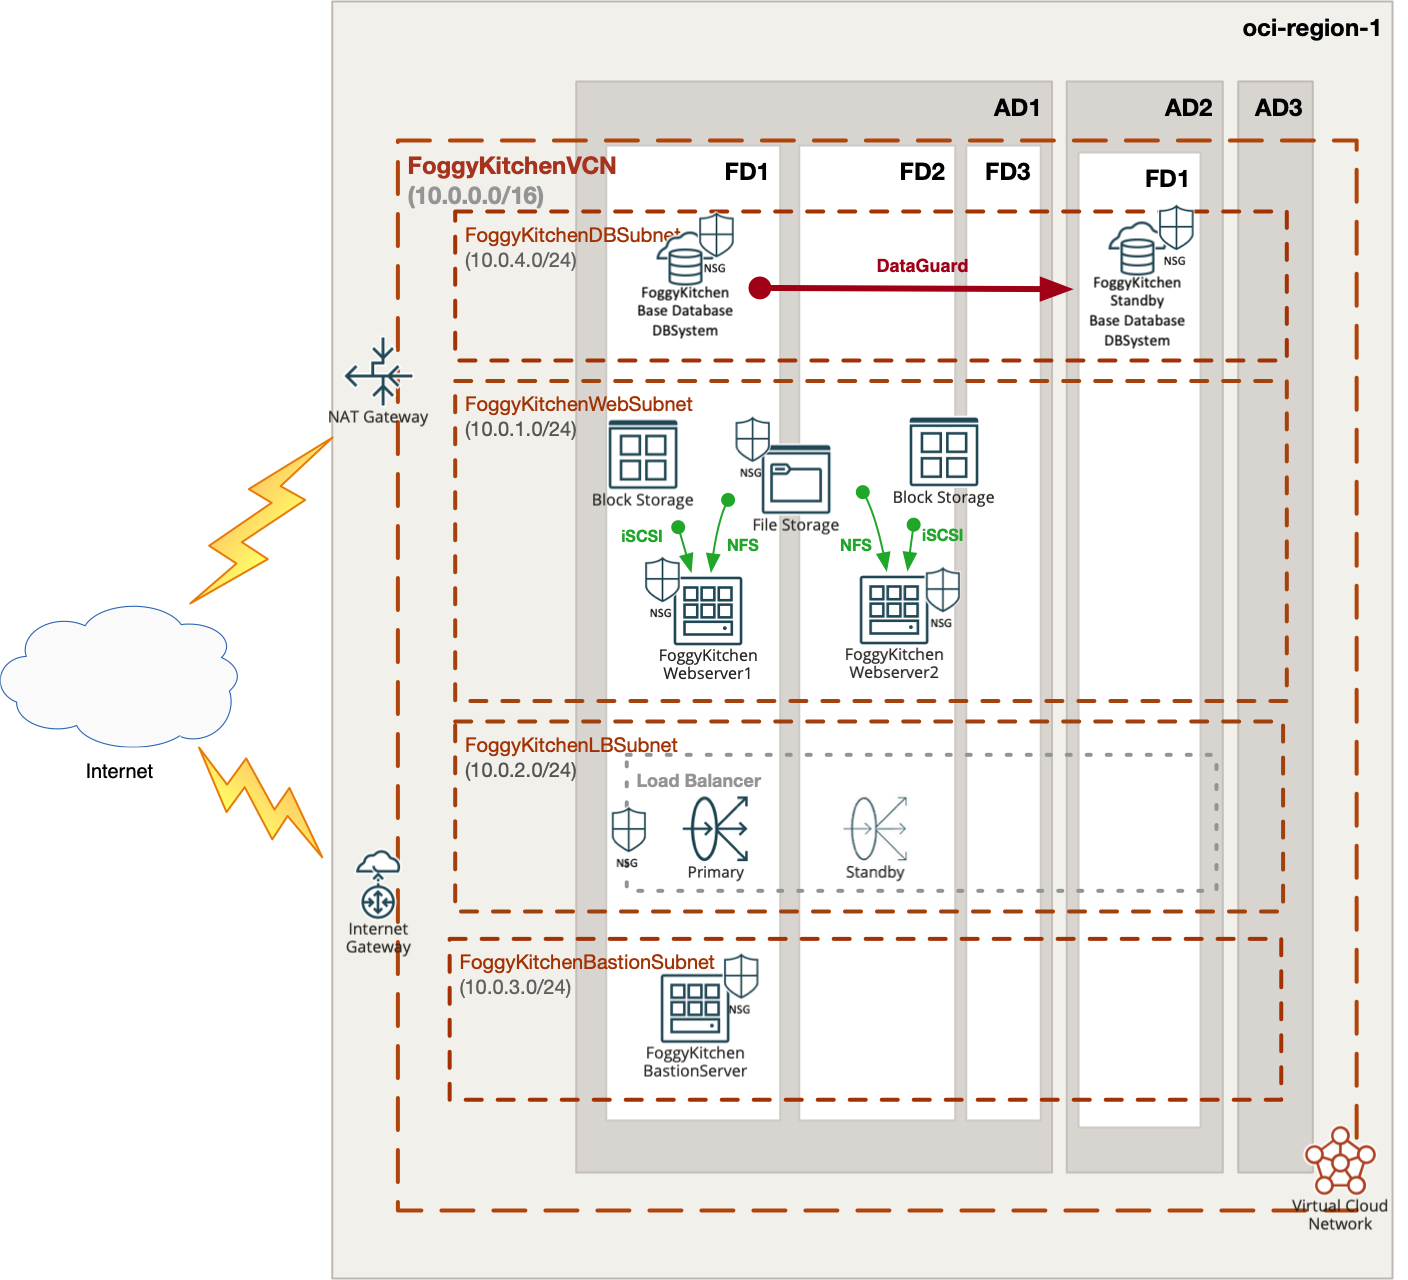 oci-region-1
AD1
AD2
AD3
FoggyKitchenVCN
(10.0.0.0/16)
FD1
FD2
FD3
FD1
FoggyKitchenDBSubnet
(10.0.4.0/24)
NSG
FoggyKitchen
Base Database
DBSystem
DataGuard
NSG
FoggyKitchen
Standby
Base Database
DBSystem
NAT Gateway
FoggyKitchenWebSubnet
(10.0.1.0/24)
Block Storage
NSG
File Storage
Block Storage
iSCSI
NFS
NFS
iSCSI
NSG
FoggyKitchen
Webserver1
NSG
FoggyKitchen
Webserver2
Internet
FoggyKitchenLBSubnet
(10.0.2.0/24)
Load Balancer
NSG
Primary
Standby
Internet
Gateway
FoggyKitchenBastionSubnet
(10.0.3.0/24)
NSG
FoggyKitchen
BastionServer
Virtual Cloud
Network